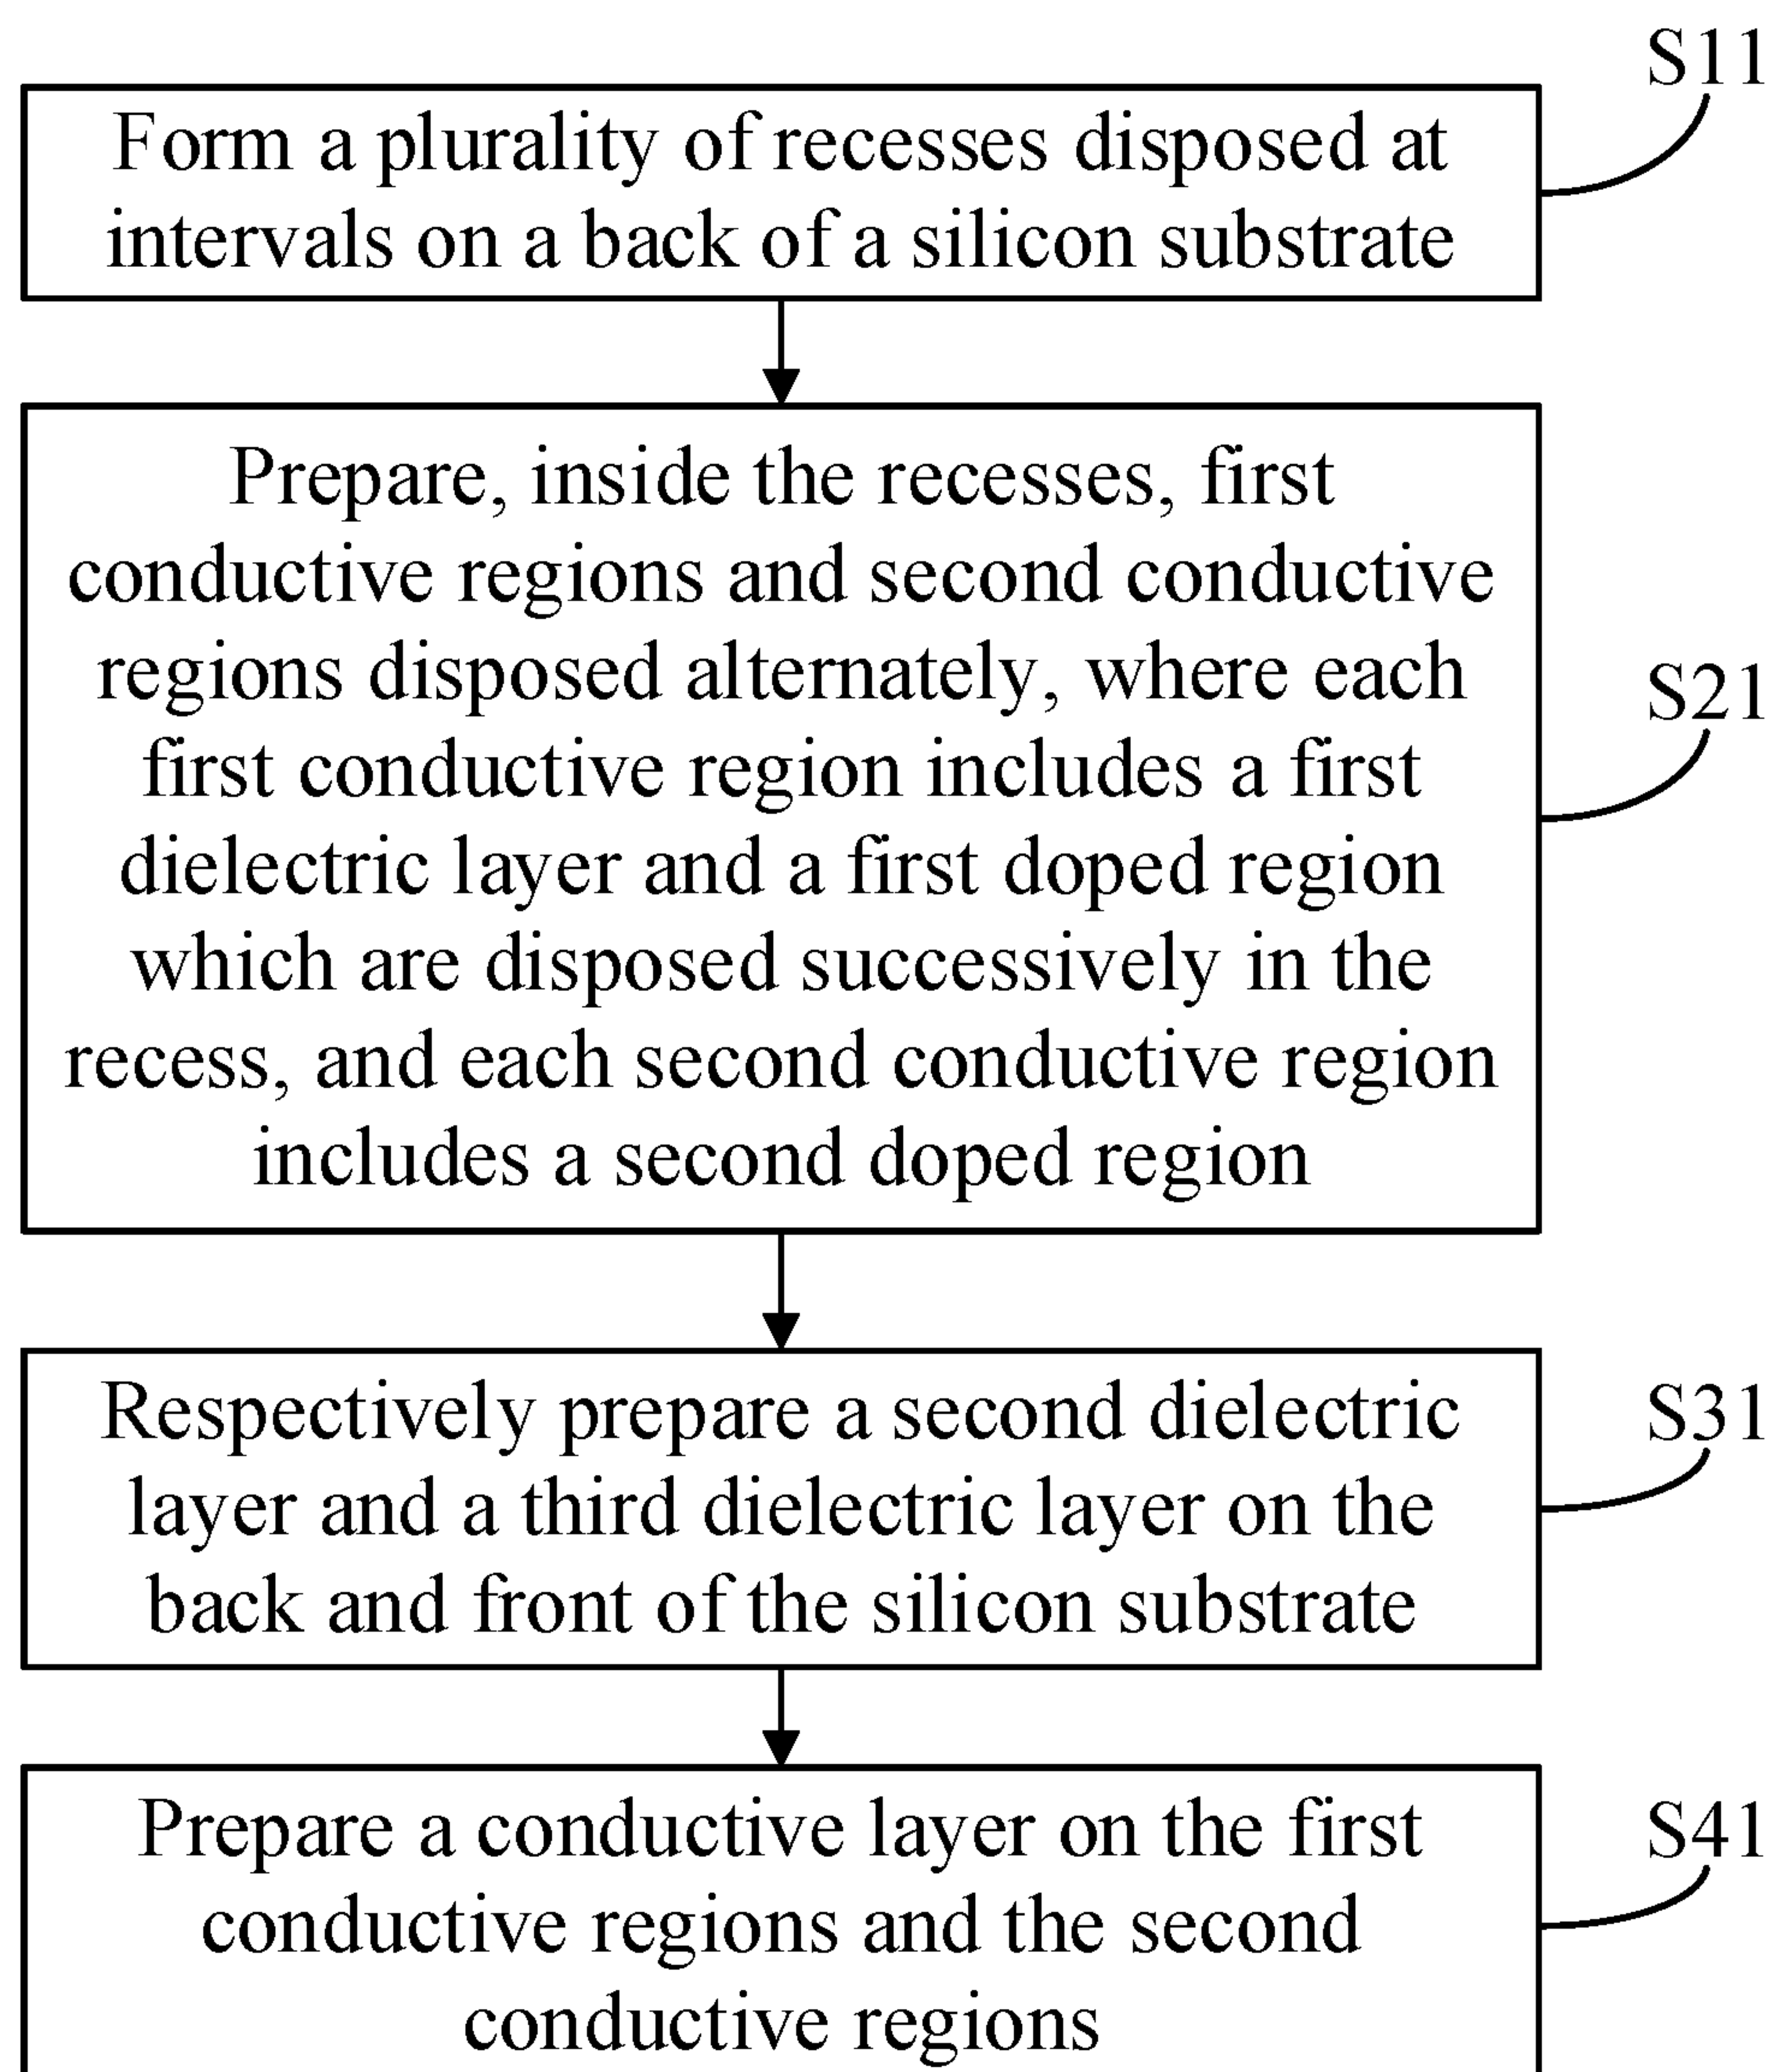 S11
Form a plurality of recesses disposed at
intervals on a back of a silicon substrate
Prepare, inside the recesses, first
conductive regions and second conductive
regions disposed alternately, where each
first conductive region includes a first
dielectric layer and a first doped region
which are disposed successively in the
recess, and each second conductive region
includes a second doped region
S21
Respectively prepare a second dielectric
layer and a third dielectric layer on the
back and front of the silicon substrate
S31
Prepare a conductive layer on the first
conductive regions and the second
conductive regions
S41